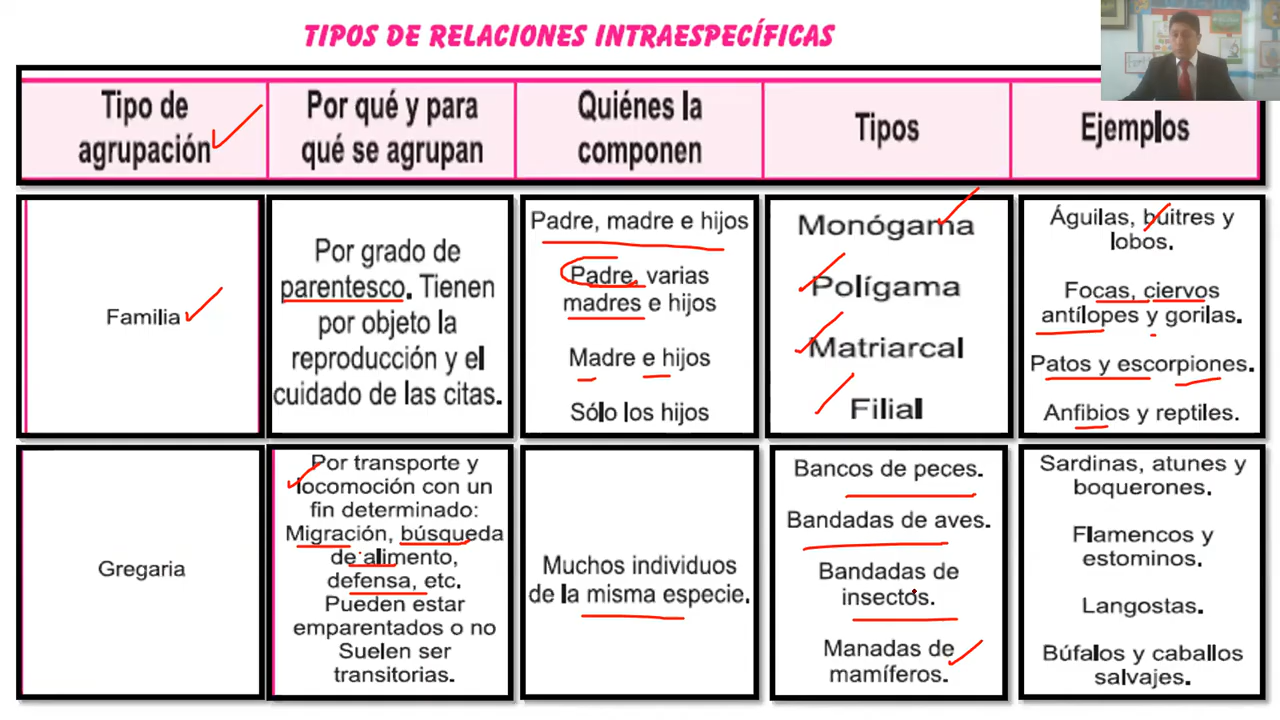 TIPOS DE RELACIONES INTRAESPECÍFICAS
Tipo de
agrupación
Por qué y para
qué se agrupan
Quiénes la
componen
Tipos
Ejemplos
Familia
Por grado de
parentesco. Tienen
por objeto la
reproducción y el
cuidado de las citas.
Padre, madre e hijos
Padre, varias
madres e hijos
Madre e hijos
Sólo los hijos
Monógama
Polígama
Matriarcal
Filial
Águilas, buitres y
lobos.
Focas, ciervos
antílopes y gorilas.
Patos y escorpiones.
Anfibios y reptiles.
Gregaria
Por transporte y
locomoción con un
fin determinado:
Migración, búsqueda
de alimento,
defensa, etc.
Pueden estar
emparentados o no
Suelen ser
transitorias.
Muchos individuos
de la misma especie.
Bancos de peces.
Bandadas de aves.
Bandadas de
insectos.
Manadas de
mamíferos.
Sardinas, atunes y
boquerones.
Flamencos y
estominos.
Langostas.
Búfalos y caballos
salvajes.